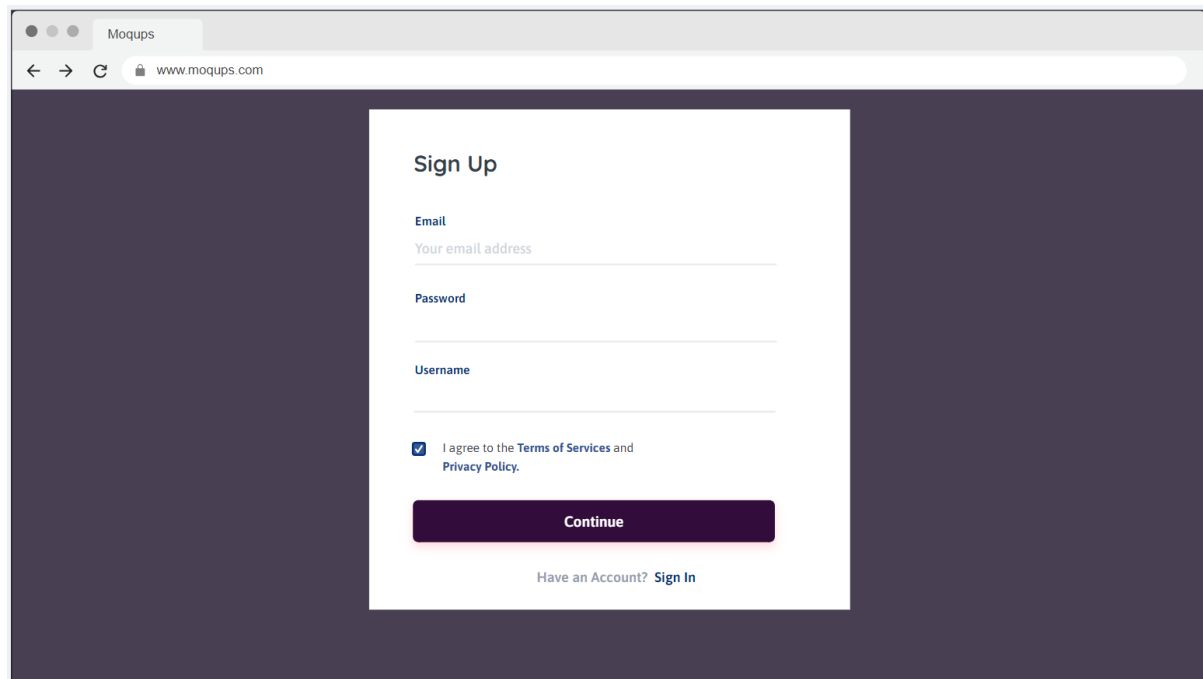 Moqups
www.moqups.com
Sign Up
Email
Your email address
Password
Username
I agree to the Terms of Services and
Privacy Policy.
Continue
Have an Account? Sign In